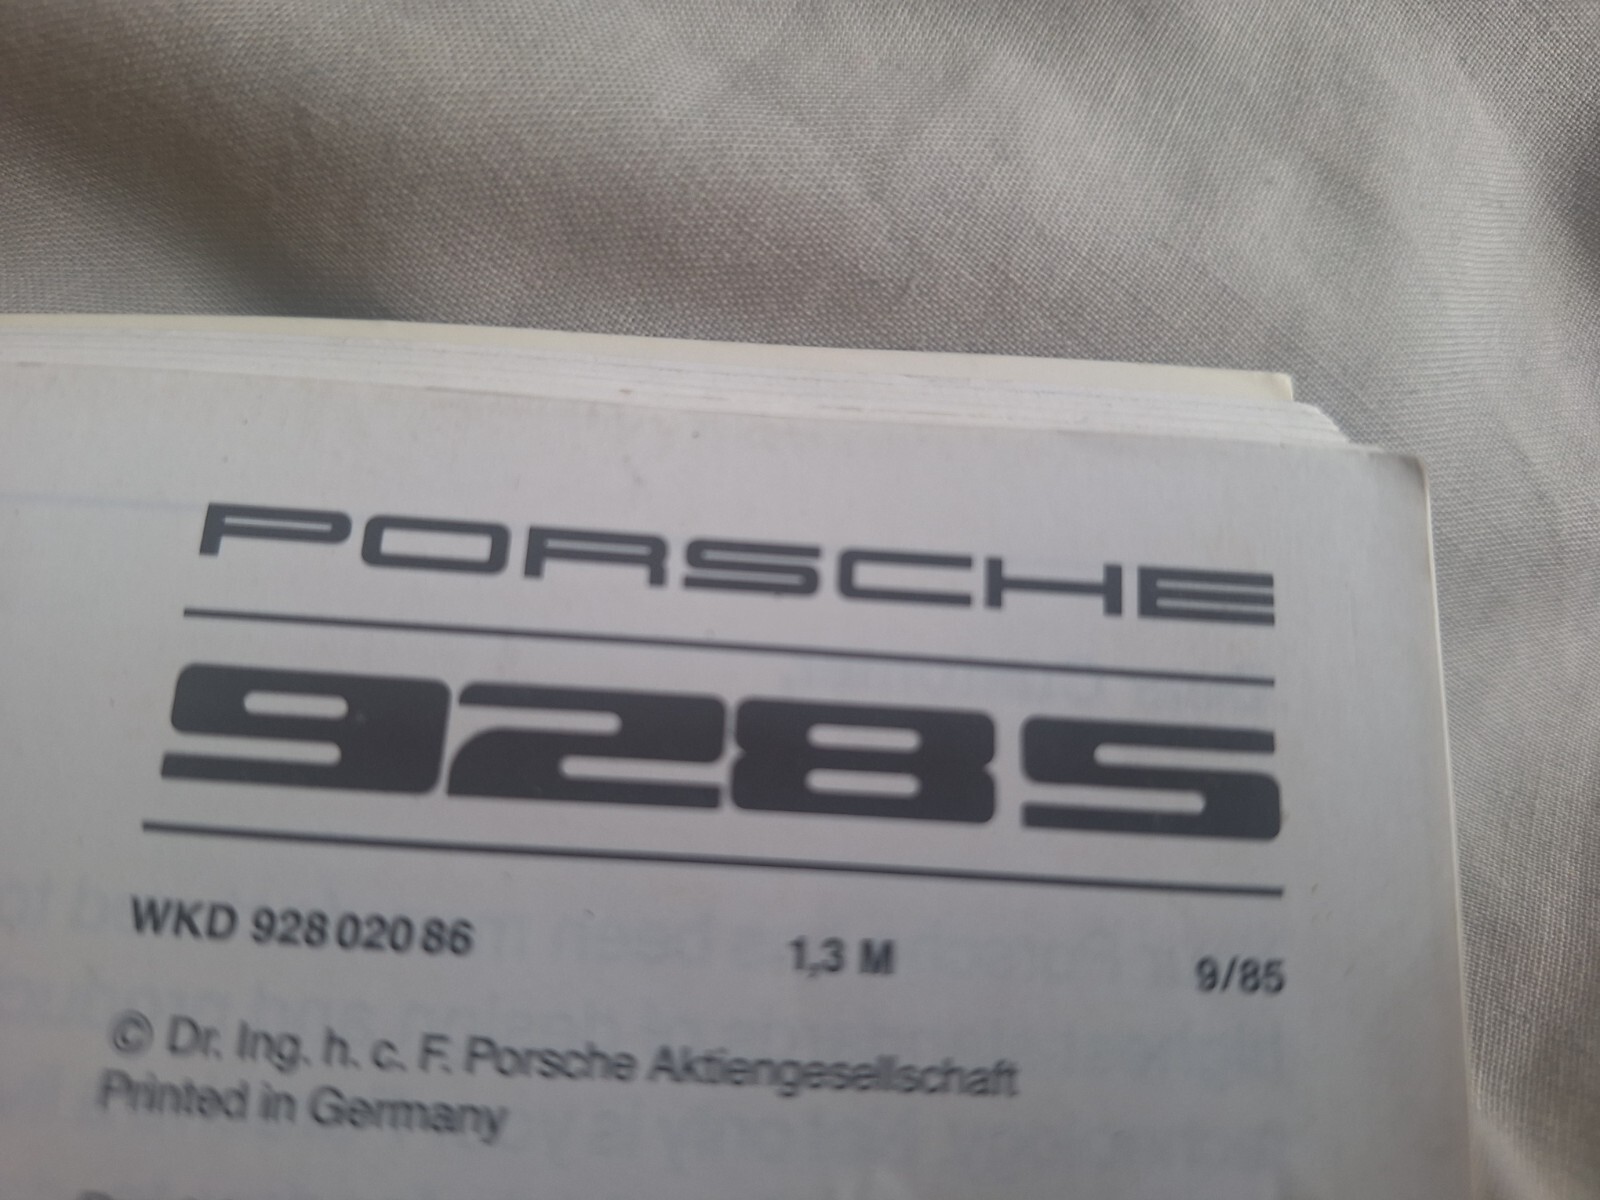 PORSCHE
928S
WKD 928 020 86 1,3 M 9/85
© Dr. Ing. h. c. F. Porsche Aktiengesellschaft
Printed in Germany